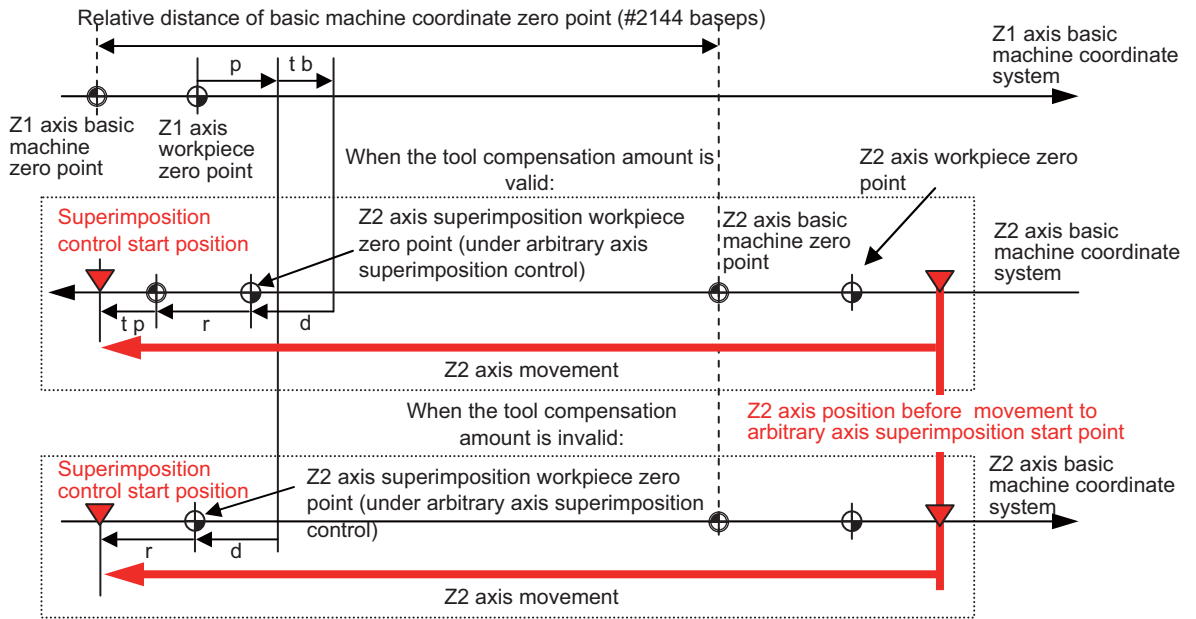 Relative distance of basic machine coordinate zero point (#2144 baseps)
Z1 axis basic
machine coordinate
system
p
t b
Z1 axis basic
machine
zero point
Z1 axis
workpiece
zero point
When the tool compensation amount is
valid:
Z2 axis workpiece zero
point
Superimposition
control start position
Z2 axis superimposition workpiece
zero point (under arbitrary axis
superimposition control)
Z2 axis basic
machine zero
point
Z2 axis basic
machine coordinate
system
t p
r
d
Z2 axis movement
When the tool compensation
amount is invalid:
Z2 axis position before movement to
arbitrary axis superimposition start point
Superimposition
control start position
Z2 axis superimposition workpiece zero
point (under arbitrary axis superimposition
control)
Z2 axis basic
machine coordinate
system
r
d
Z2 axis movement